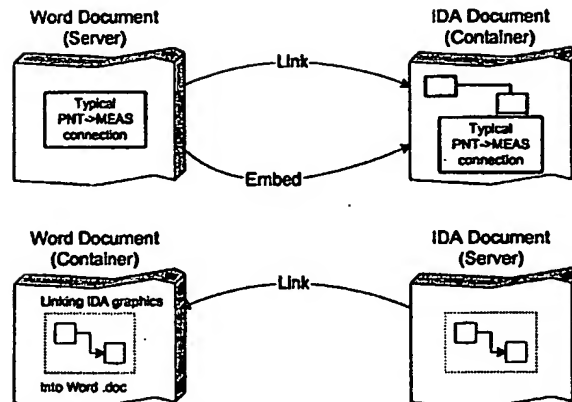 Word Document
(Server)
IDA Document
(Container)
Link
Typical
PNT->MEAS
connection
Typical
PNT->MEAS
connection
Embed
Word Document
(Container)
IDA Document
(Server)
Link
Linking IDA graphics
Into Word .doc